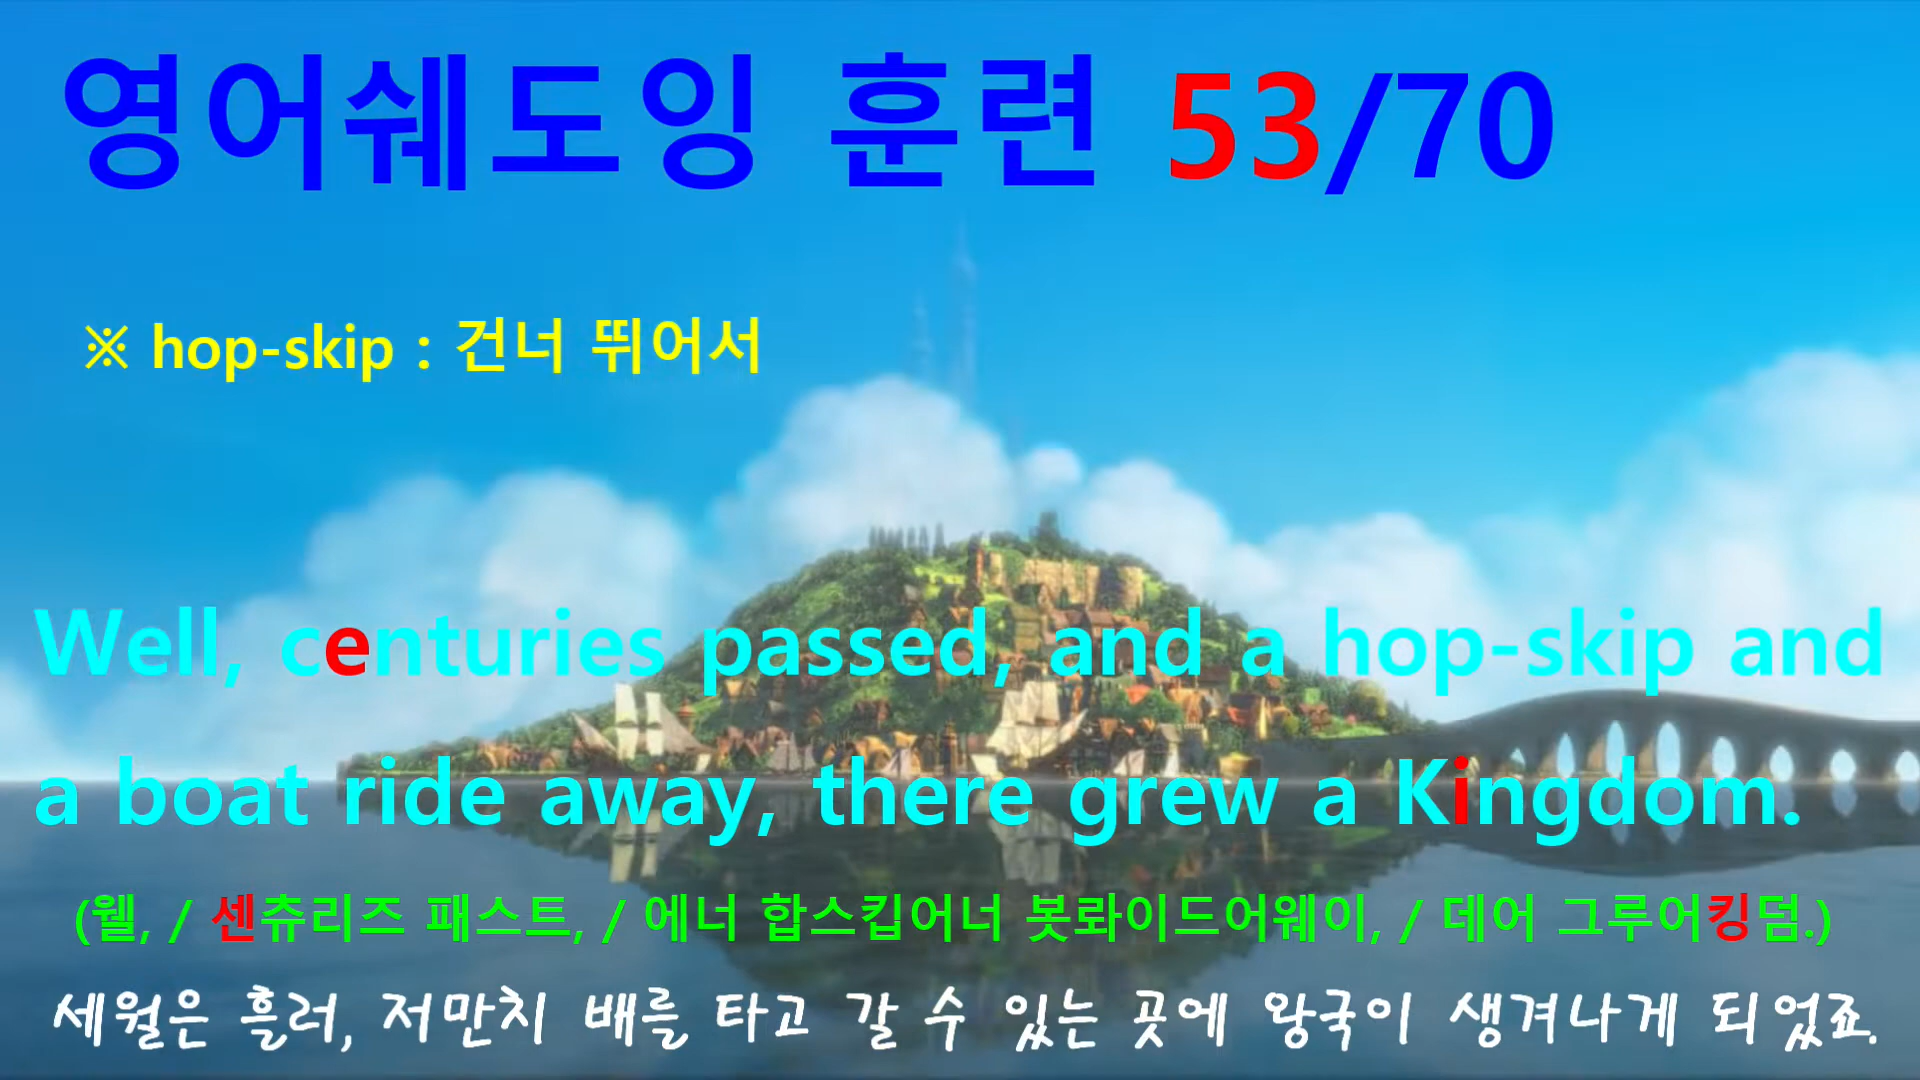 영어쉐도잉 훈련 53/70
※ hop-skip : 건너 뛰어서
Well, centuries passed, and a hop-skip and
a boat ride away, there grew a Kingdom.
(웰, / 센츄리즈 패스트, / 에너 합스킵어너 봇롸이드어웨이, / 데어 그루어킹덤.)
세월은 흘러, 저만치 배를 타고 갈 수 있는 곳에 왕국이 생겨나게 되었죠.